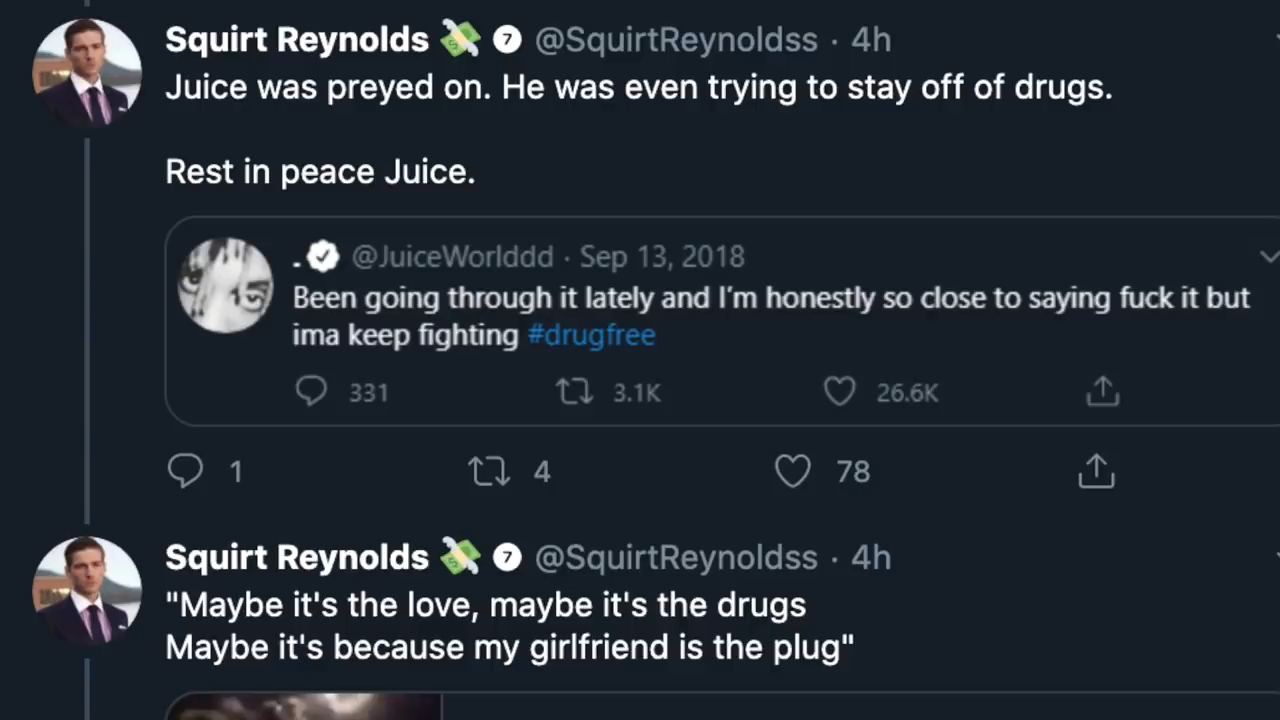 Squirt Reynolds 💸 7 @SquirtReynoldss · 4h
Juice was preyed on. He was even trying to stay off of drugs.
Rest in peace Juice.
. @JuiceWorlddd · Sep 13, 2018
Been going through it lately and I'm honestly so close to saying fuck it but
ima keep fighting #drugfree
331 3.1K 26.6K
1 4 78
Squirt Reynolds 💸 7 @SquirtReynoldss · 4h
"Maybe it's the love, maybe it's the drugs
Maybe it's because my girlfriend is the plug"